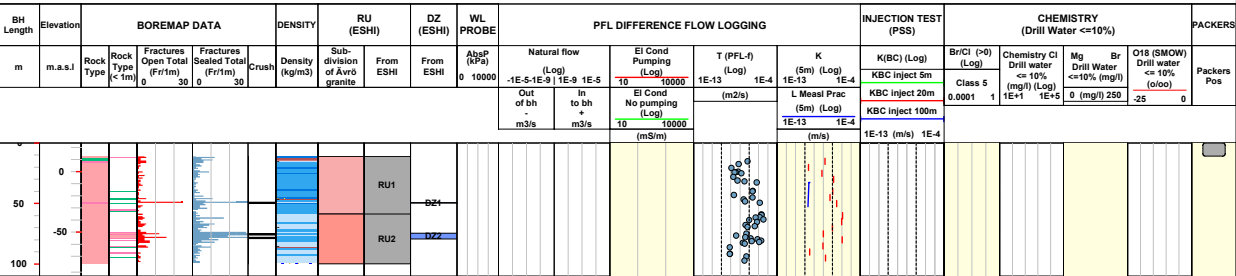 BH Length
Elevation
BOREMAP DATA
DENSITY
RU (ESHI)
DZ (ESHI)
WL PROBE
PFL DIFFERENCE FLOW LOGGING
INJECTION TEST (PSS)
CHEMISTRY (Drill Water <=10%)
PACKERS
m
m.a.s.l
Rock Type
Rock Type (< 1m)
Fractures Open Total (Fr/1m)
0 30
Fractures Sealed Total (Fr/1m)
0 30
Crush
Density (kg/m3)
Sub-division of Ävrö granite
From ESHI
From ESHI
AbsP (kPa)
0 10000
Natural flow
(Log)
-1E-5-1E-9 | 1E-9 1E-5
Out of bh - m3/s
In to bh + m3/s
El Cond Pumping (Log)
10 10000
El Cond No pumping (Log)
10 10000
(mS/m)
T (PFL-f)
(Log)
1E-13 1E-4
(m2/s)
K
(5m) (Log)
1E-13 1E-4
L Measl Prac
(5m) (Log)
1E-13 1E-4
(m/s)
K(BC) (Log)
KBC inject 5m
KBC inject 20m
KBC inject 100m
1E-13 (m/s) 1E-4
Br/Cl (>0) (Log)
Class 5
0.0001 1
Chemistry Cl Drill water <= 10% (mg/l) (Log)
1E+1 1E+5
Mg Br
Drill Water <=10% (mg/l)
0 (mg/l) 250
O18 (SMOW) Drill water <= 10% (o/oo)
-25 0
Packers Pos
0
50
-50
100
RU1
RU2
DZ1
DZ2